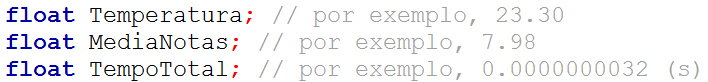 float Temperatura; // por exemplo, 23.30
float MediaNotas; // por exemplo, 7.98
float TempoTotal; // por exemplo, 0.0000000032 (s)